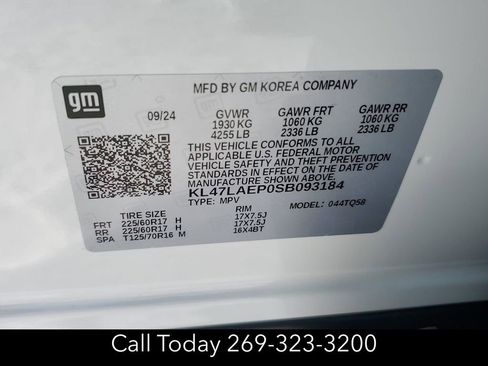 gm
MFD BY GM KOREA COMPANY
09/24 GVWR GAWR FRT GAWR RR
1930 KG 1060 KG 1060 KG
4255 LB 2336 LB 2336 LB
THIS VEHICLE CONFORMS TO ALL
APPLICABLE U.S. FEDERAL MOTOR
VEHICLE SAFETY AND THEFT PREVENTION
STANDARDS IN EFFECT ON THE DATE OF
MANUFACTURE SHOWN ABOVE.
KL47LAEP0SB093184
TYPE: MPV MODEL: 044TQ58
TIRE SIZE RIM
FRT 225/60R17 H 17X7.5J
RR 225/60R17 H 17X7.5J
SPA T125/70R16 M 16X4BT
Call Today 269-323-3200